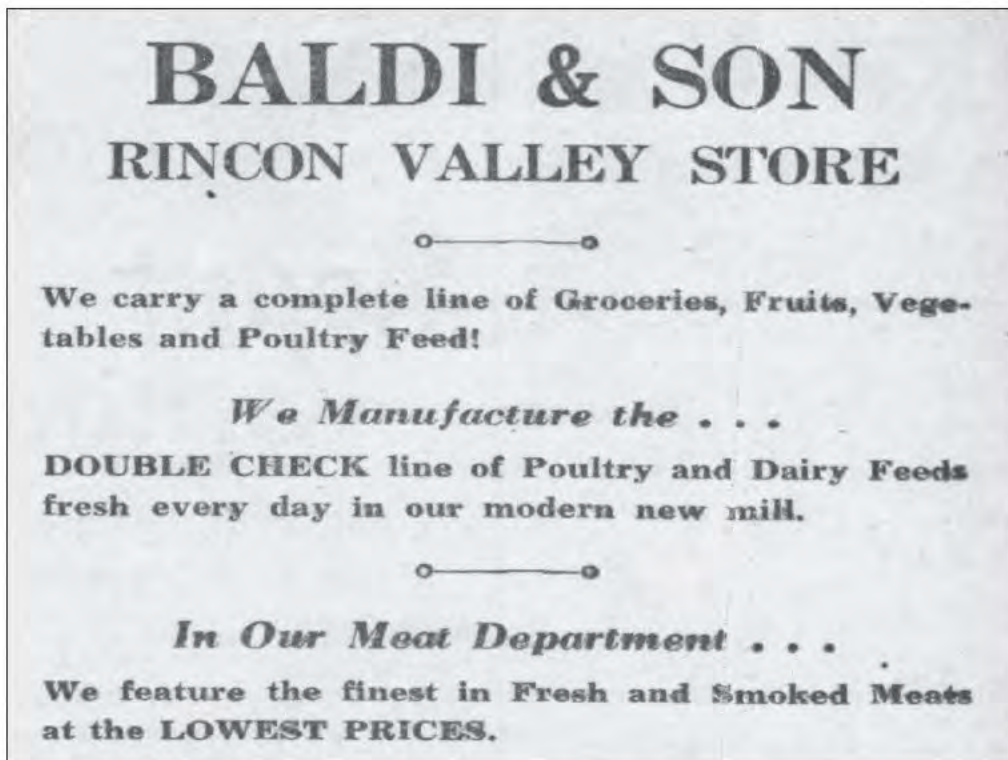 BALDI & SON
RINCON VALLEY STORE
We carry a complete line of Groceries, Fruits, Vege-
tables and Poultry Feed!
We Manufacture the . . .
DOUBLE CHECK line of Poultry and Dairy Feeds
fresh every day in our modern new mill.
In Our Meat Department . . .
We feature the finest in Fresh and Smoked Meats
at the LOWEST PRICES.